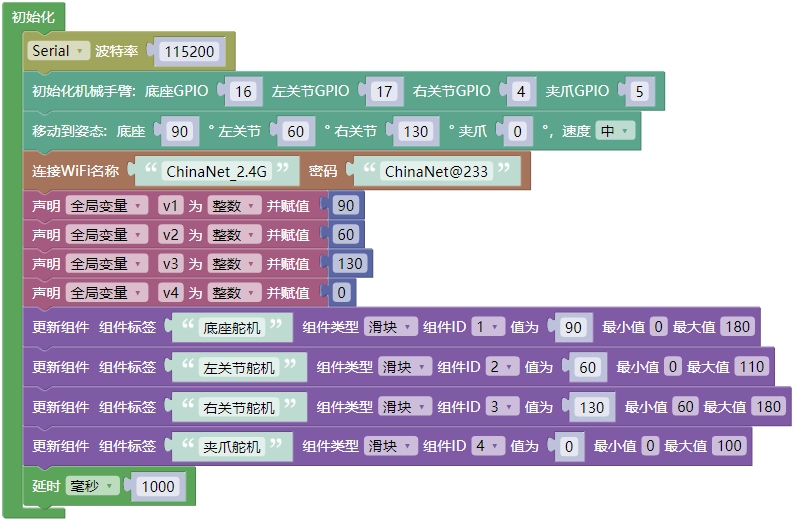 初始化
Serial 波特率 115200
初始化机械手臂: 底座GPIO 16 左关节GPIO 17 右关节GPIO 4 夹爪GPIO 5
移动到姿态: 底座 90 ° 左关节 60 ° 右关节 130 ° 夹爪 0 °, 速度 中
连接WiFi名称 “ ChinaNet_2.4G ” 密码 “ ChinaNet@233 ”
声明 全局变量 v1 为 整数 并赋值 90
声明 全局变量 v2 为 整数 并赋值 60
声明 全局变量 v3 为 整数 并赋值 130
声明 全局变量 v4 为 整数 并赋值 0
更新组件 组件标签 “ 底座舵机 ” 组件类型 滑块 组件ID 1 值为 90 最小值 0 最大值 180
更新组件 组件标签 “ 左关节舵机 ” 组件类型 滑块 组件ID 2 值为 60 最小值 0 最大值 110
更新组件 组件标签 “ 右关节舵机 ” 组件类型 滑块 组件ID 3 值为 130 最小值 60 最大值 180
更新组件 组件标签 “ 夹爪舵机 ” 组件类型 滑块 组件ID 4 值为 0 最小值 0 最大值 100
延时 毫秒 1000